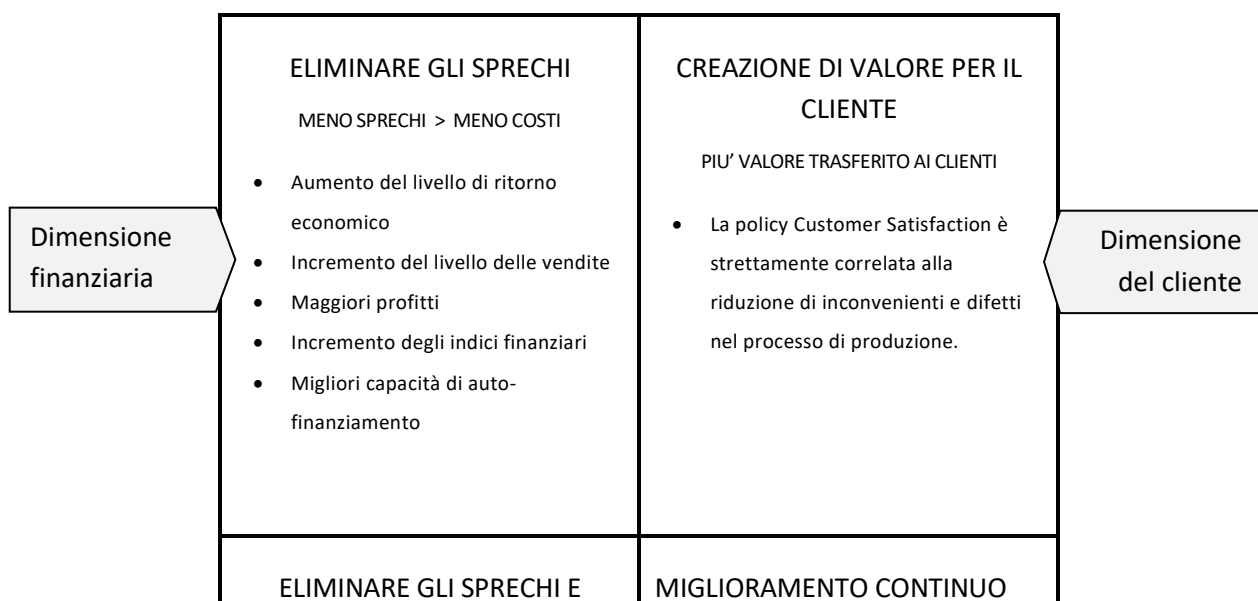 ELIMINARE GLI SPRECHI
MENO SPRECHI > MENO COSTI
• Aumento del livello di ritorno
economico
• Incremento del livello delle vendite
• Maggiori profitti
• Incremento degli indici finanziari
• Migliori capacità di auto-
finanziamento
CREAZIONE DI VALORE PER IL
CLIENTE
PIU’ VALORE TRASFERITO AI CLIENTI
• La policy Customer Satisfaction è
strettamente correlata alla
riduzione di inconvenienti e difetti
nel processo di produzione.
Dimensione
finanziaria
Dimensione
del cliente
ELIMINARE GLI SPRECHI E
MIGLIORAMENTO CONTINUO